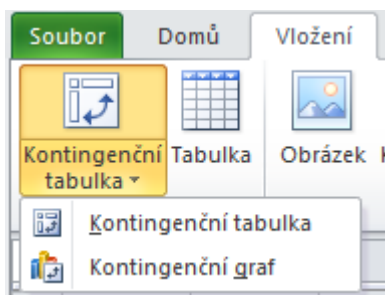 Soubor Domů Vložení
Kontingenční tabulka Tabulka Obrázek
Kontingenční tabulka
Kontingenční graf